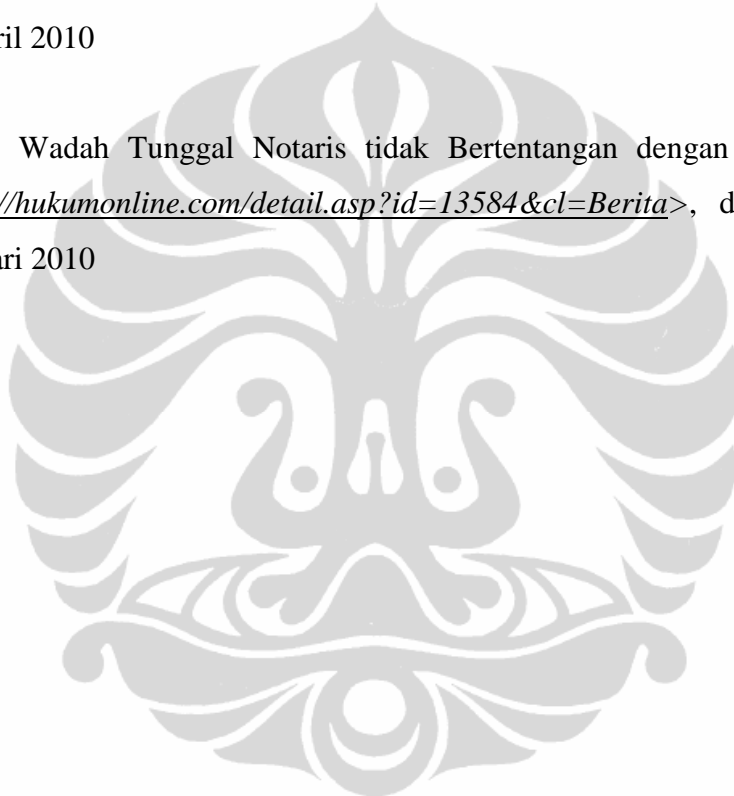 ril 2010
Wadah Tunggal Notaris tidak Bertentangan dengan
//hukumonline.com/detail.asp?id=13584&cl=Berita>, d
ari 2010